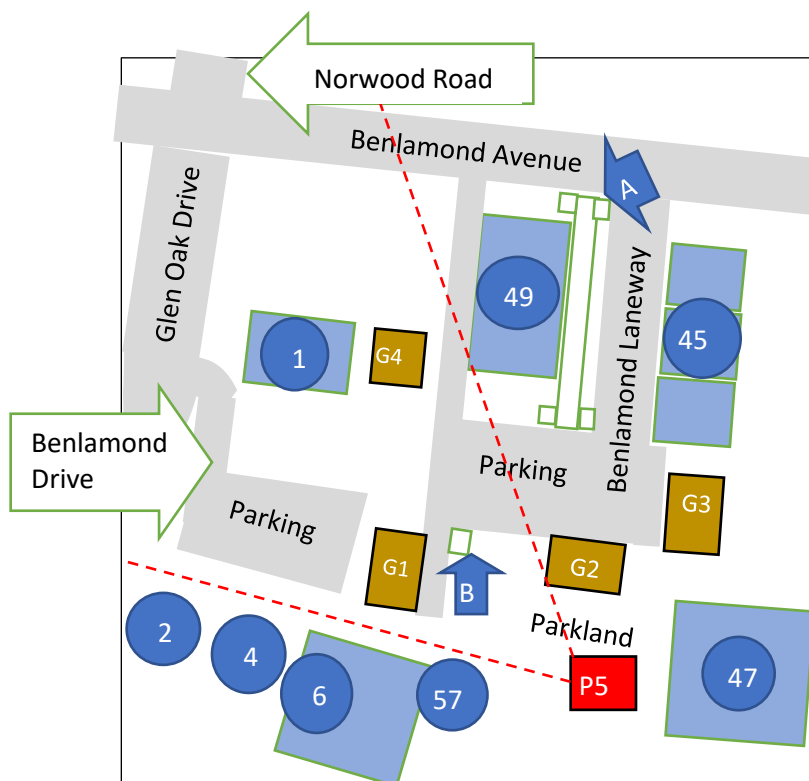 Norwood Road
Benlamond Avenue
A
Glen Oak Drive
49
Benlamond Laneway
45
1
G4
Benlamond
Drive
Parking
Parking
G3
G1
G2
B
Parkland
2
4
6
57
P5
47